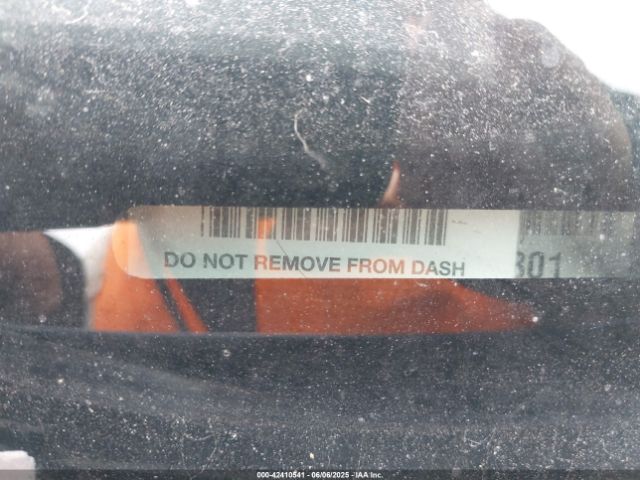 DO NOT REMOVE FROM DASH
301
000-42410541 - 06/06/2025 - IAA Inc.